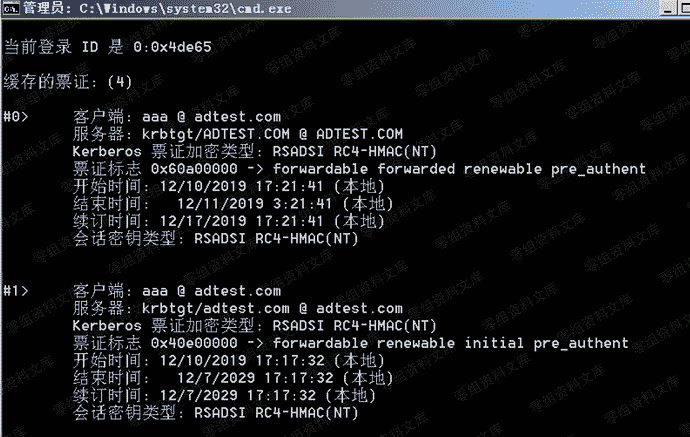 管理员: C:\Windows\system32\cmd.exe
当前登录 ID 是 0:0x4de65
缓存的票证: (4)
#0> 客户端: aaa @ adtest.com
服务器: krbtgt/ADTEST.COM @ ADTEST.COM
Kerberos 票证加密类型: RSADSI RC4-HMAC(NT)
票证标志 0x60a00000 -> forwardable forwarded renewable pre_authent
开始时间: 12/10/2019 17:21:41 (本地)
结束时间: 12/11/2019 3:21:41 (本地)
续订时间: 12/17/2019 17:21:41 (本地)
会话密钥类型: RSADSI RC4-HMAC(NT)
#1> 客户端: aaa @ adtest.com
服务器: krbtgt/adtest.com @ adtest.com
Kerberos 票证加密类型: RSADSI RC4-HMAC(NT)
票证标志 0x40e00000 -> forwardable renewable initial pre_authent
开始时间: 12/10/2019 17:17:32 (本地)
结束时间: 12/7/2029 17:17:32 (本地)
续订时间: 12/7/2029 17:17:32 (本地)
会话密钥类型: RSADSI RC4-HMAC(NT)
零组资料文库